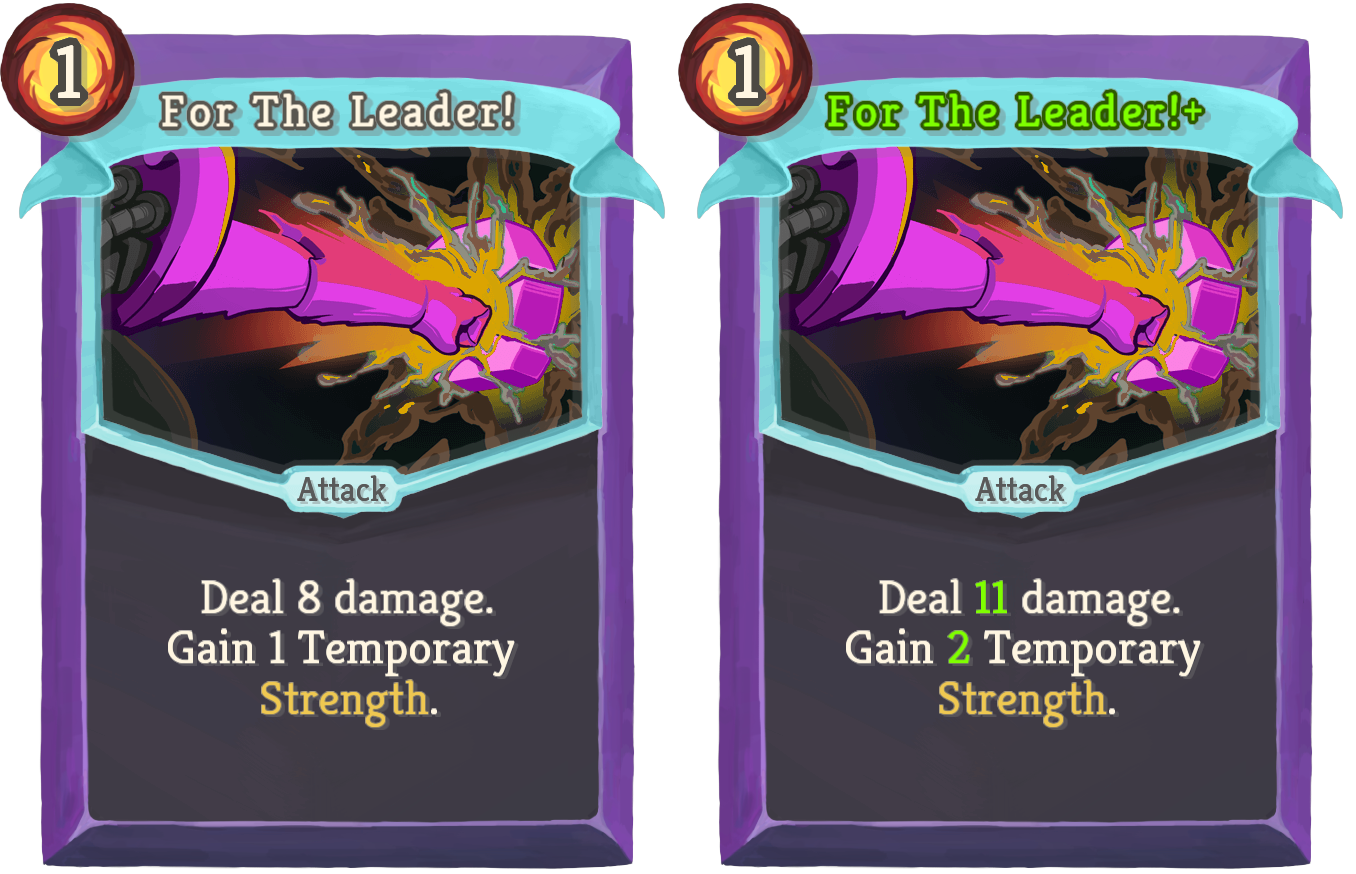 1
For The Leader!
Attack
Deal 8 damage.
Gain 1 Temporary
Strength.
1
For The Leader!+
Attack
Deal 11 damage.
Gain 2 Temporary
Strength.